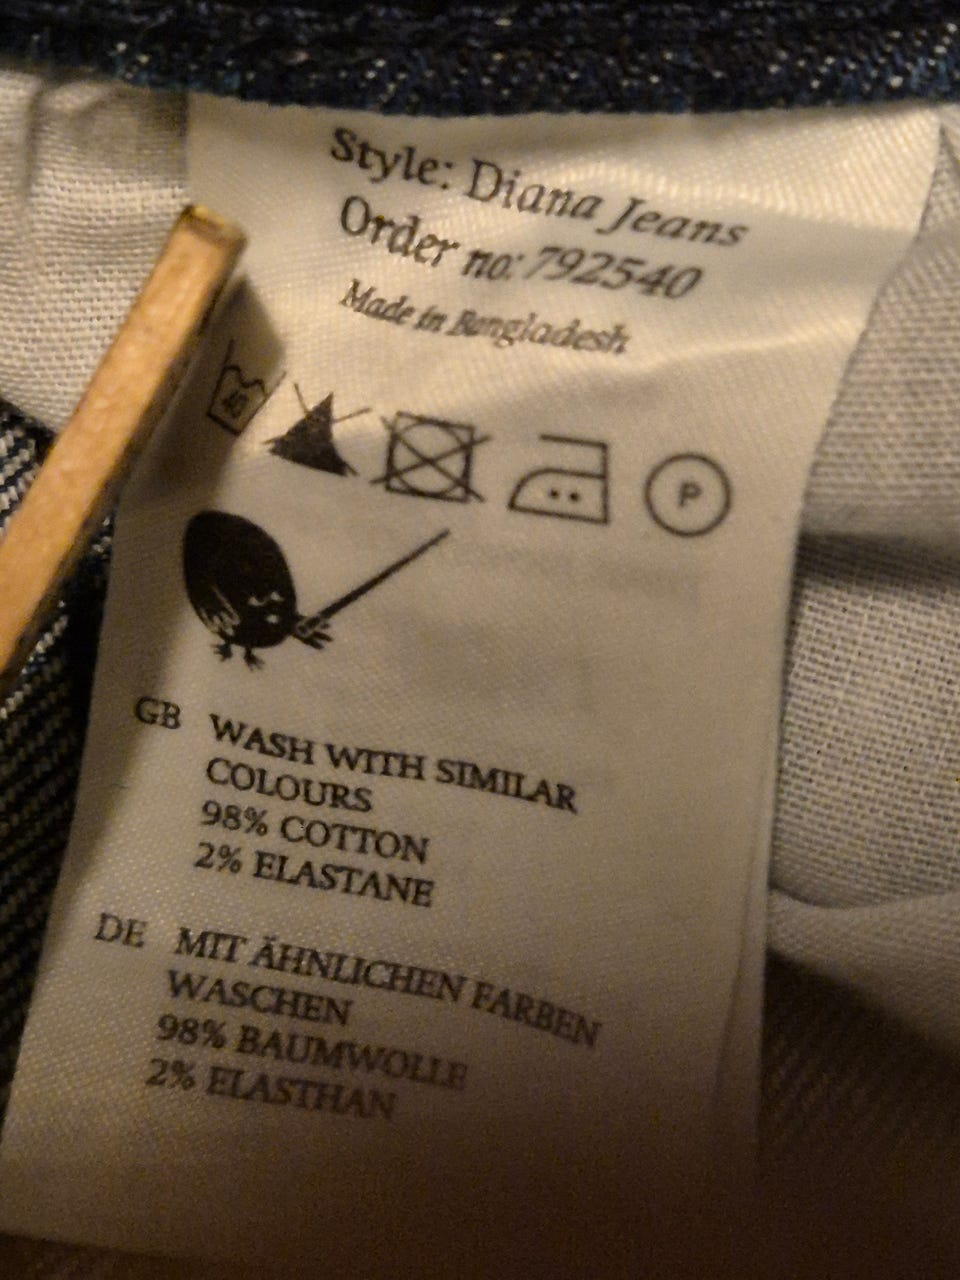 Style: Diana Jeans
Order no: 792540
Made in Bangladesh
40
P
GB WASH WITH SIMILAR
COLOURS
98% COTTON
2% ELASTANE
DE MIT ÄHNLICHEN FARBEN
WASCHEN
98% BAUMWOLLE
2% ELASTHAN